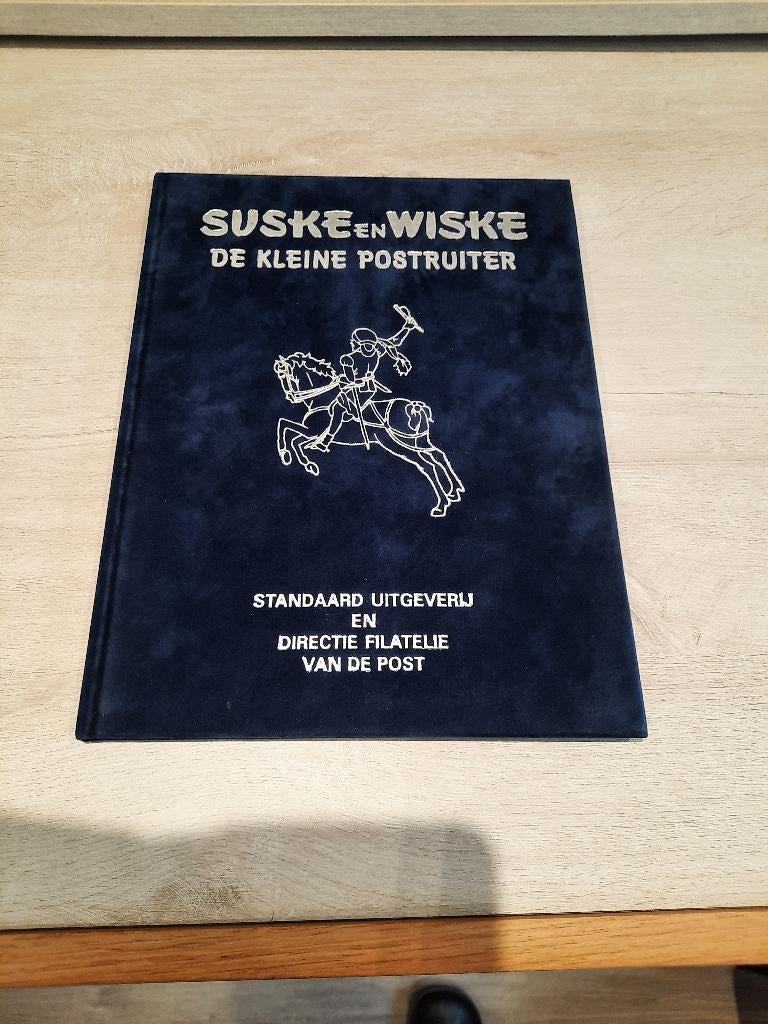 SUSKE EN WISKE
DE KLEINE POSTRUITER
STANDAARD UITGEVERIJ
EN
DIRECTIE FILATELIE
VAN DE POST